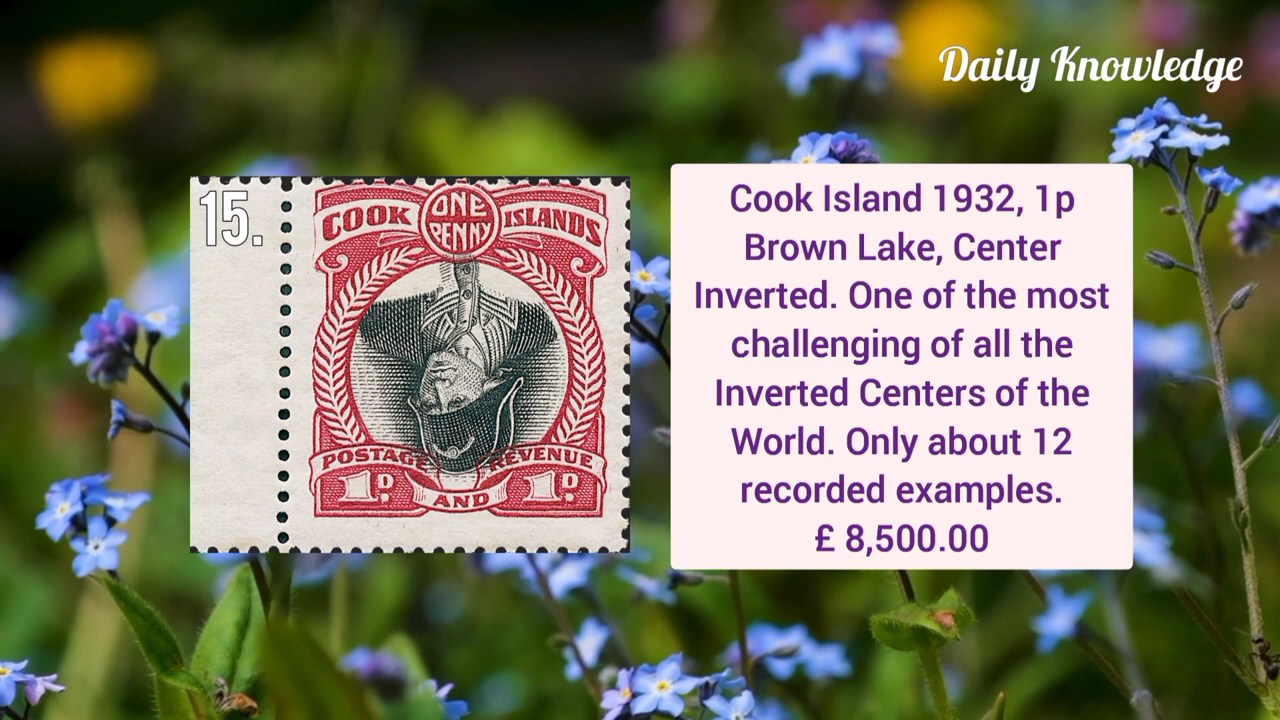 Daily Knowledge
15.
COOK ONE PENNY ISLANDS
POSTAGE REVENUE
1D AND 1D
Cook Island 1932, 1p
Brown Lake, Center
Inverted. One of the most
challenging of all the
Inverted Centers of the
World. Only about 12
recorded examples.
£ 8,500.00